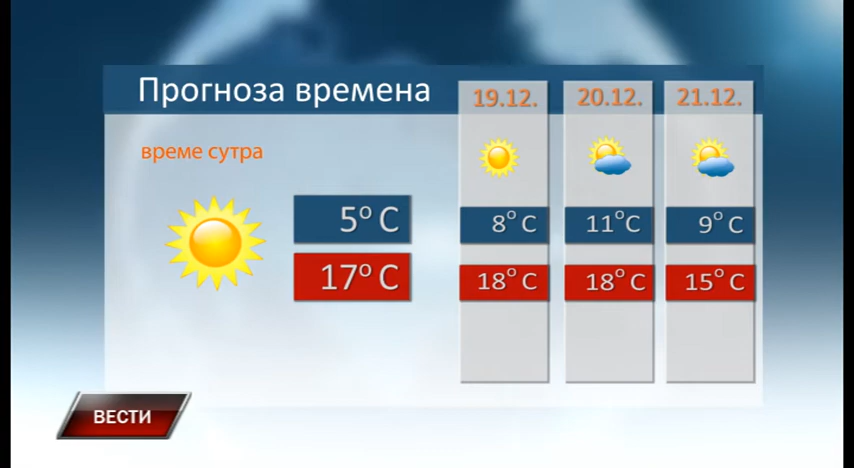 Прогноза времена
време сутра
5° C
17° C
19.12.
8° C
18° C
20.12.
11°C
18° C
21.12.
9° C
15° C
ВЕСТИ